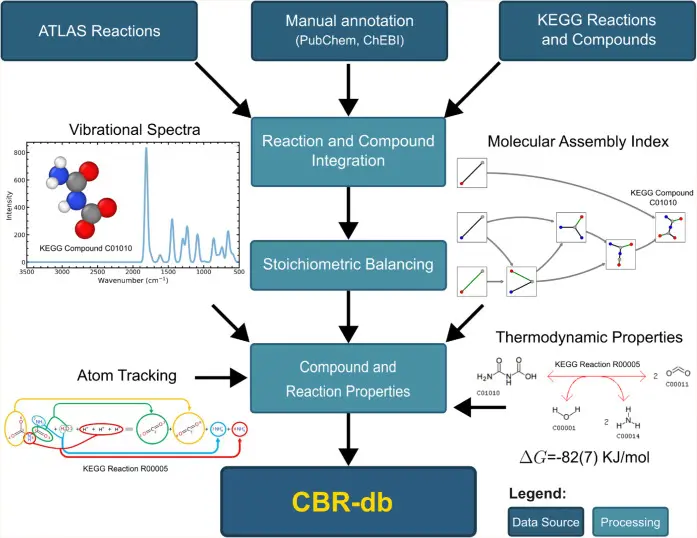 ATLAS Reactions
Manual annotation
(PubChem, ChEBI)
KEGG Reactions
and Compounds
Vibrational Spectra
Reaction and Compound
Integration
Molecular Assembly Index
800
600
400
200
0
Intensity
KEGG Compound C01010
3500 3000 2500 2000 1500 1000 500
Wavenumber (cm⁻¹)
KEGG Compound
C01010
Stoichiometric Balancing
Thermodynamic Properties
Atom Tracking
Compound and
Reaction Properties
KEGG Reaction R00005
H₂N
O
N
H
O
OH
C01010
2
O
O
C00011
H
O
H
C00001
2
H
H
N
H
C00014
KEGG Reaction R00005
ΔG=-82(7) KJ/mol
CBR-db
Legend:
Data Source
Processing